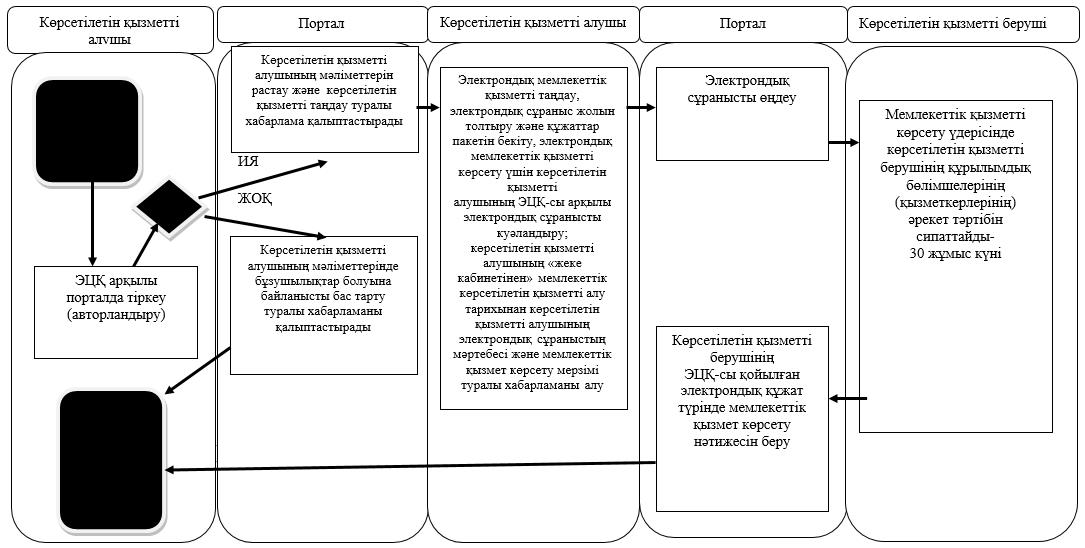 Көрсетілетін қызметті
алушы
Портал
Көрсетілетін қызметті алушы
Портал
Көрсетілетін қызметті беруші
ЭЦҚ арқылы
порталда тіркеу
(авторландыру)
Көрсетілетін қызметті
алушының мәліметтерін
растау және көрсетілетін
қызметті таңдау туралы
хабарлама қалыптастырады
ИЯ
ЖОҚ
Көрсетілетін қызметті
алушының мәліметтерінде
бұзушылықтар болуына
байланысты бас тарту
туралы хабарламаны
қалыптастырады
Электрондық мемлекеттік
қызметті таңдау,
электрондық сұраныс жолын
толтыру және құжаттар
пакетін бекіту, электрондық
мемлекеттік қызметті
көрсету үшін көрсетілетін
қызметті
алушының ЭЦҚ-сы арқылы
электрондық сұранысты
куәландыру;
көрсетілетін қызметті
алушының «жеке
кабинетінен» мемлекеттік
көрсетілетін қызметті алу
тарихынан көрсетілетін
қызметті алушының
электрондық сұраныстың
мәртебесі және мемлекеттік
қызмет көрсету мерзімі
туралы хабарламаны алу
Электрондық
сұранысты өңдеу
Көрсетілетін қызметті
берушінің
ЭЦҚ-сы қойылған
электрондық құжат
түрінде мемлекеттік
қызмет көрсету
нәтижесін беру
Мемлекеттік қызметті
көрсету үдерісінде
көрсетілетін қызметті
берушінің құрылымдық
бөлімшелерінің
(қызметкерлерінің)
әрекет тәртібін
сипаттайды-
30 жұмыс күні